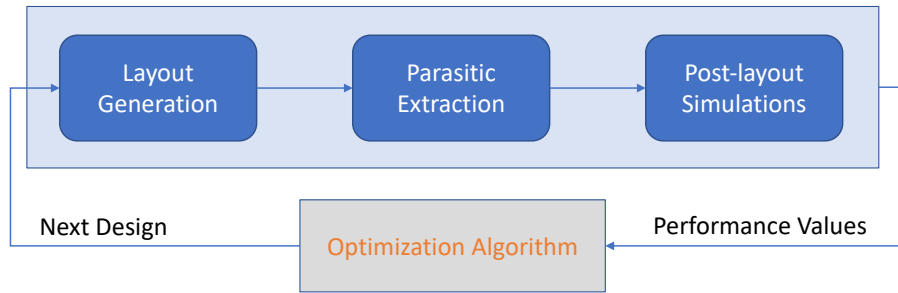 Layout
Generation
Parasitic
Extraction
Post-layout
Simulations
Next Design
Optimization Algorithm
Performance Values